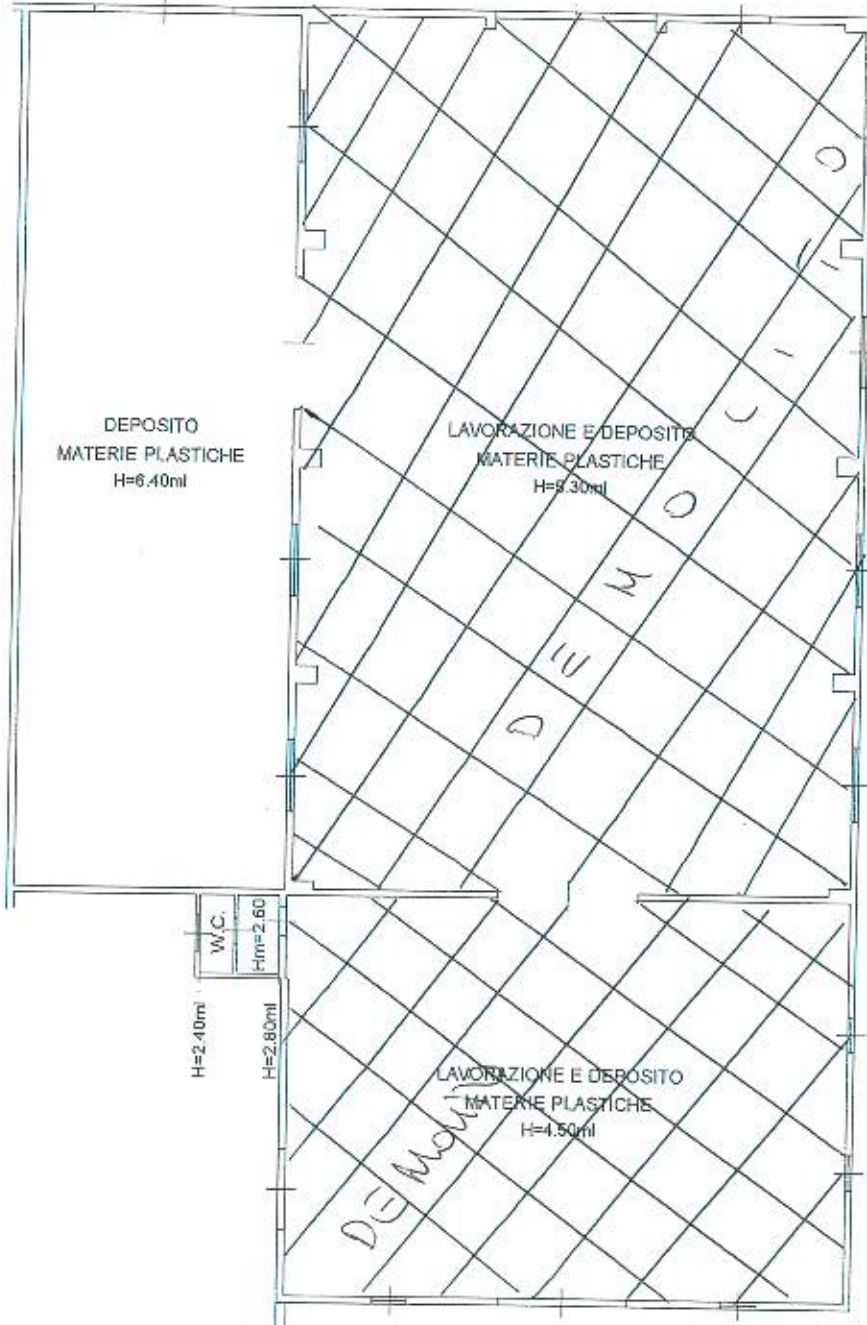 DEPOSITO
MATERIE PLASTICHE
H=6.40ml
LAVORAZIONE E DEPOSITO
MATERIE PLASTICHE
DEMOLITO
W.C.
Hm=2.60
H=2.40ml
H=2.80ml
LAVORAZIONE E DEPOSITO
MATERIE PLASTICHE
H=4.50ml